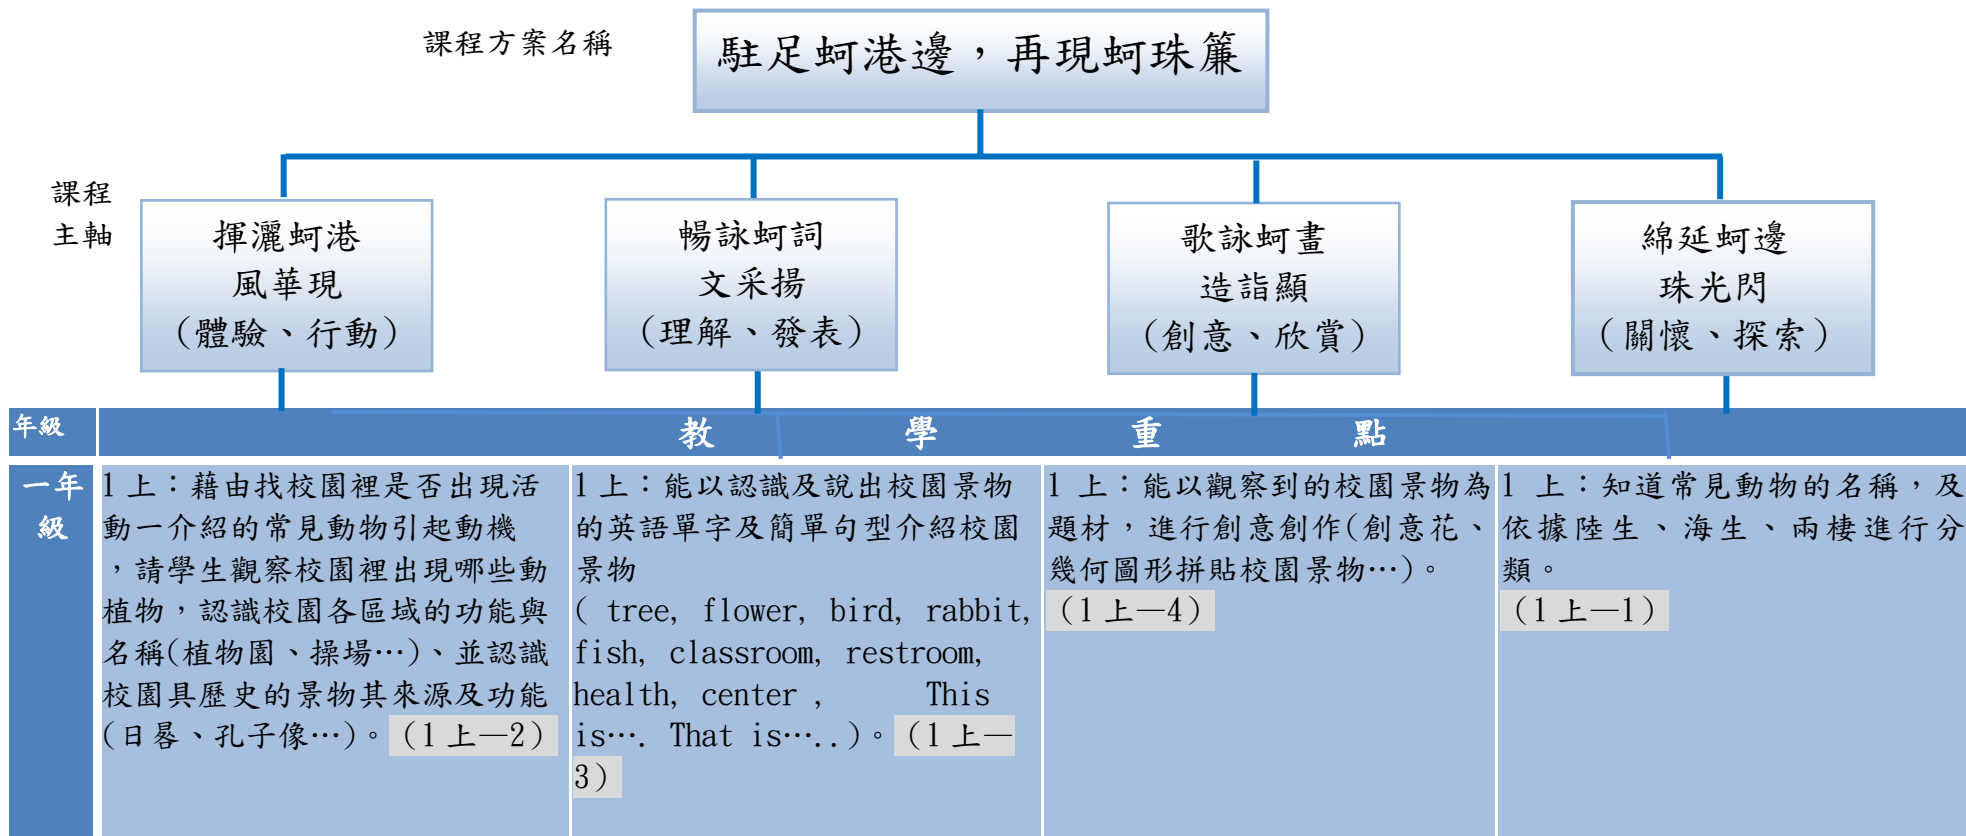 課程方案名稱
駐足蚵港邊，再現蚵珠簾
課程
主軸
揮灑蚵港
風華現
（體驗、行動）
暢詠蚵詞
文采揚
（理解、發表）
歌詠蚵畫
造詣顯
（創意、欣賞）
綿延蚵邊
珠光閃
（關懷、探索）
年級
教學重點
一年
級
1上：藉由找校園裡是否出現活
動一介紹的常見動物引起動機
，請學生觀察校園裡出現哪些動
植物，認識校園各區域的功能與
名稱(植物園、操場…)、並認識
校園具歷史的景物其來源及功能
(日晷、孔子像…)。（1上—2）
1上：能以認識及說出校園景物
的英語單字及簡單句型介紹校園
景物
( tree, flower, bird, rabbit,
fish, classroom, restroom,
health, center , This
is…. That is…..)。（1上—
3）
1 上：能以觀察到的校園景物為
題材，進行創意創作(創意花、
幾何圖形拼貼校園景物…)。
（1上—4）
1 上：知道常見動物的名稱，及
依據陸生、海生、兩棲進行分
類。
（1上—1）